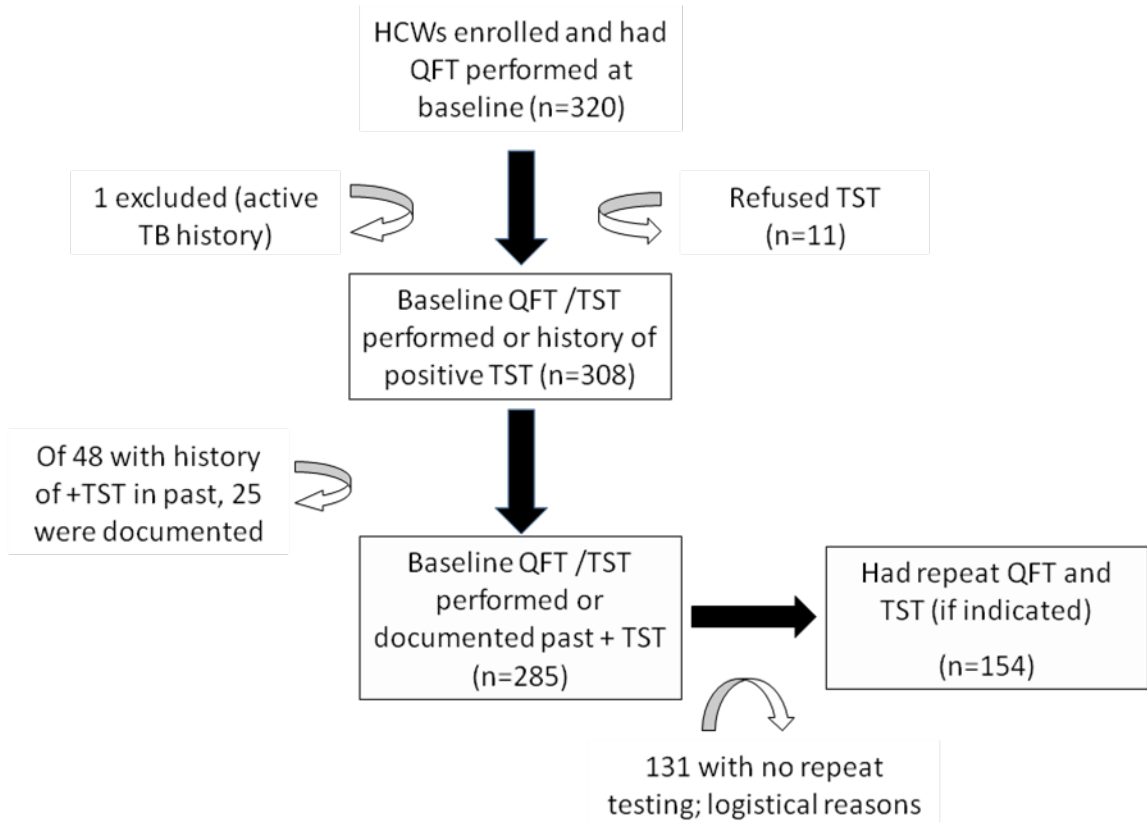 HCWs enrolled and had
QFT performed at
baseline (n=320)
1 excluded (active
TB history)
Refused TST
(n=11)
Baseline QFT /TST
performed or history of
positive TST (n=308)
Of 48 with history
of +TST in past, 25
were documented
Baseline QFT /TST
performed or
documented past + TST
(n=285)
Had repeat QFT and
TST (if indicated)
(n=154)
131 with no repeat
testing; logistical reasons